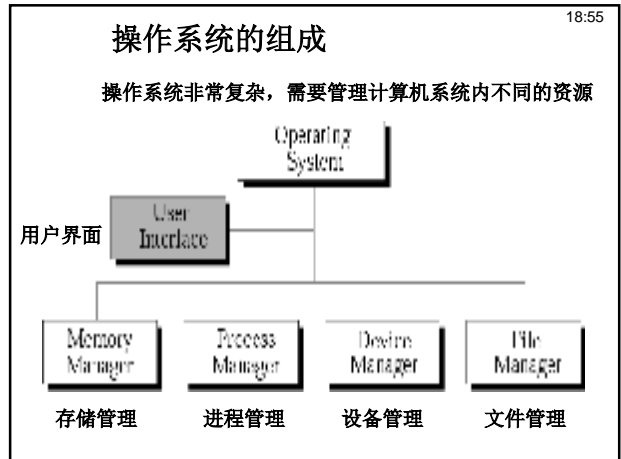 18:55
操作系统的组成
操作系统非常复杂，需要管理计算机系统内不同的资源
Operating
System
User
Interface
用户界面
Memory
Manager
Process
Manager
Device
Manager
File
Manager
存储管理
进程管理
设备管理
文件管理